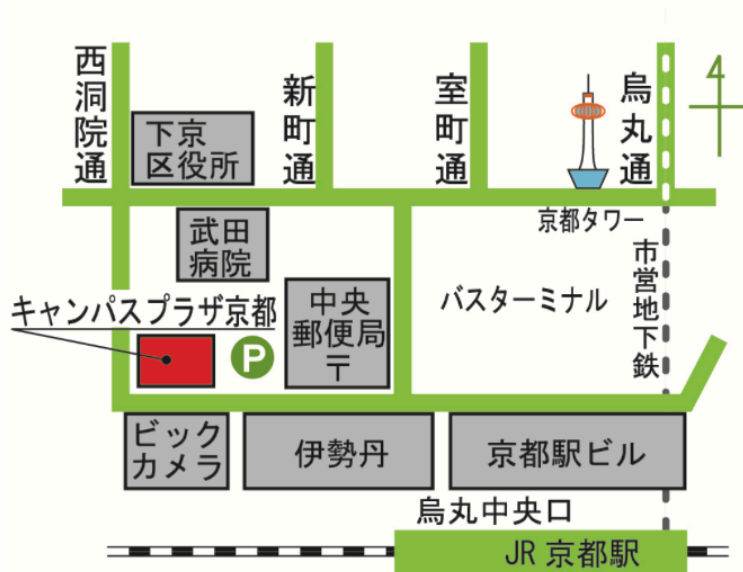 西洞院通
新町通
室町通
烏丸通
4
下京
区役所
京都タワー
武田
病院
市営地下鉄
キャンパスプラザ京都
P
中央
郵便局
〒
バスターミナル
ビック
カメラ
伊勢丹
京都駅ビル
烏丸中央口
JR 京都駅